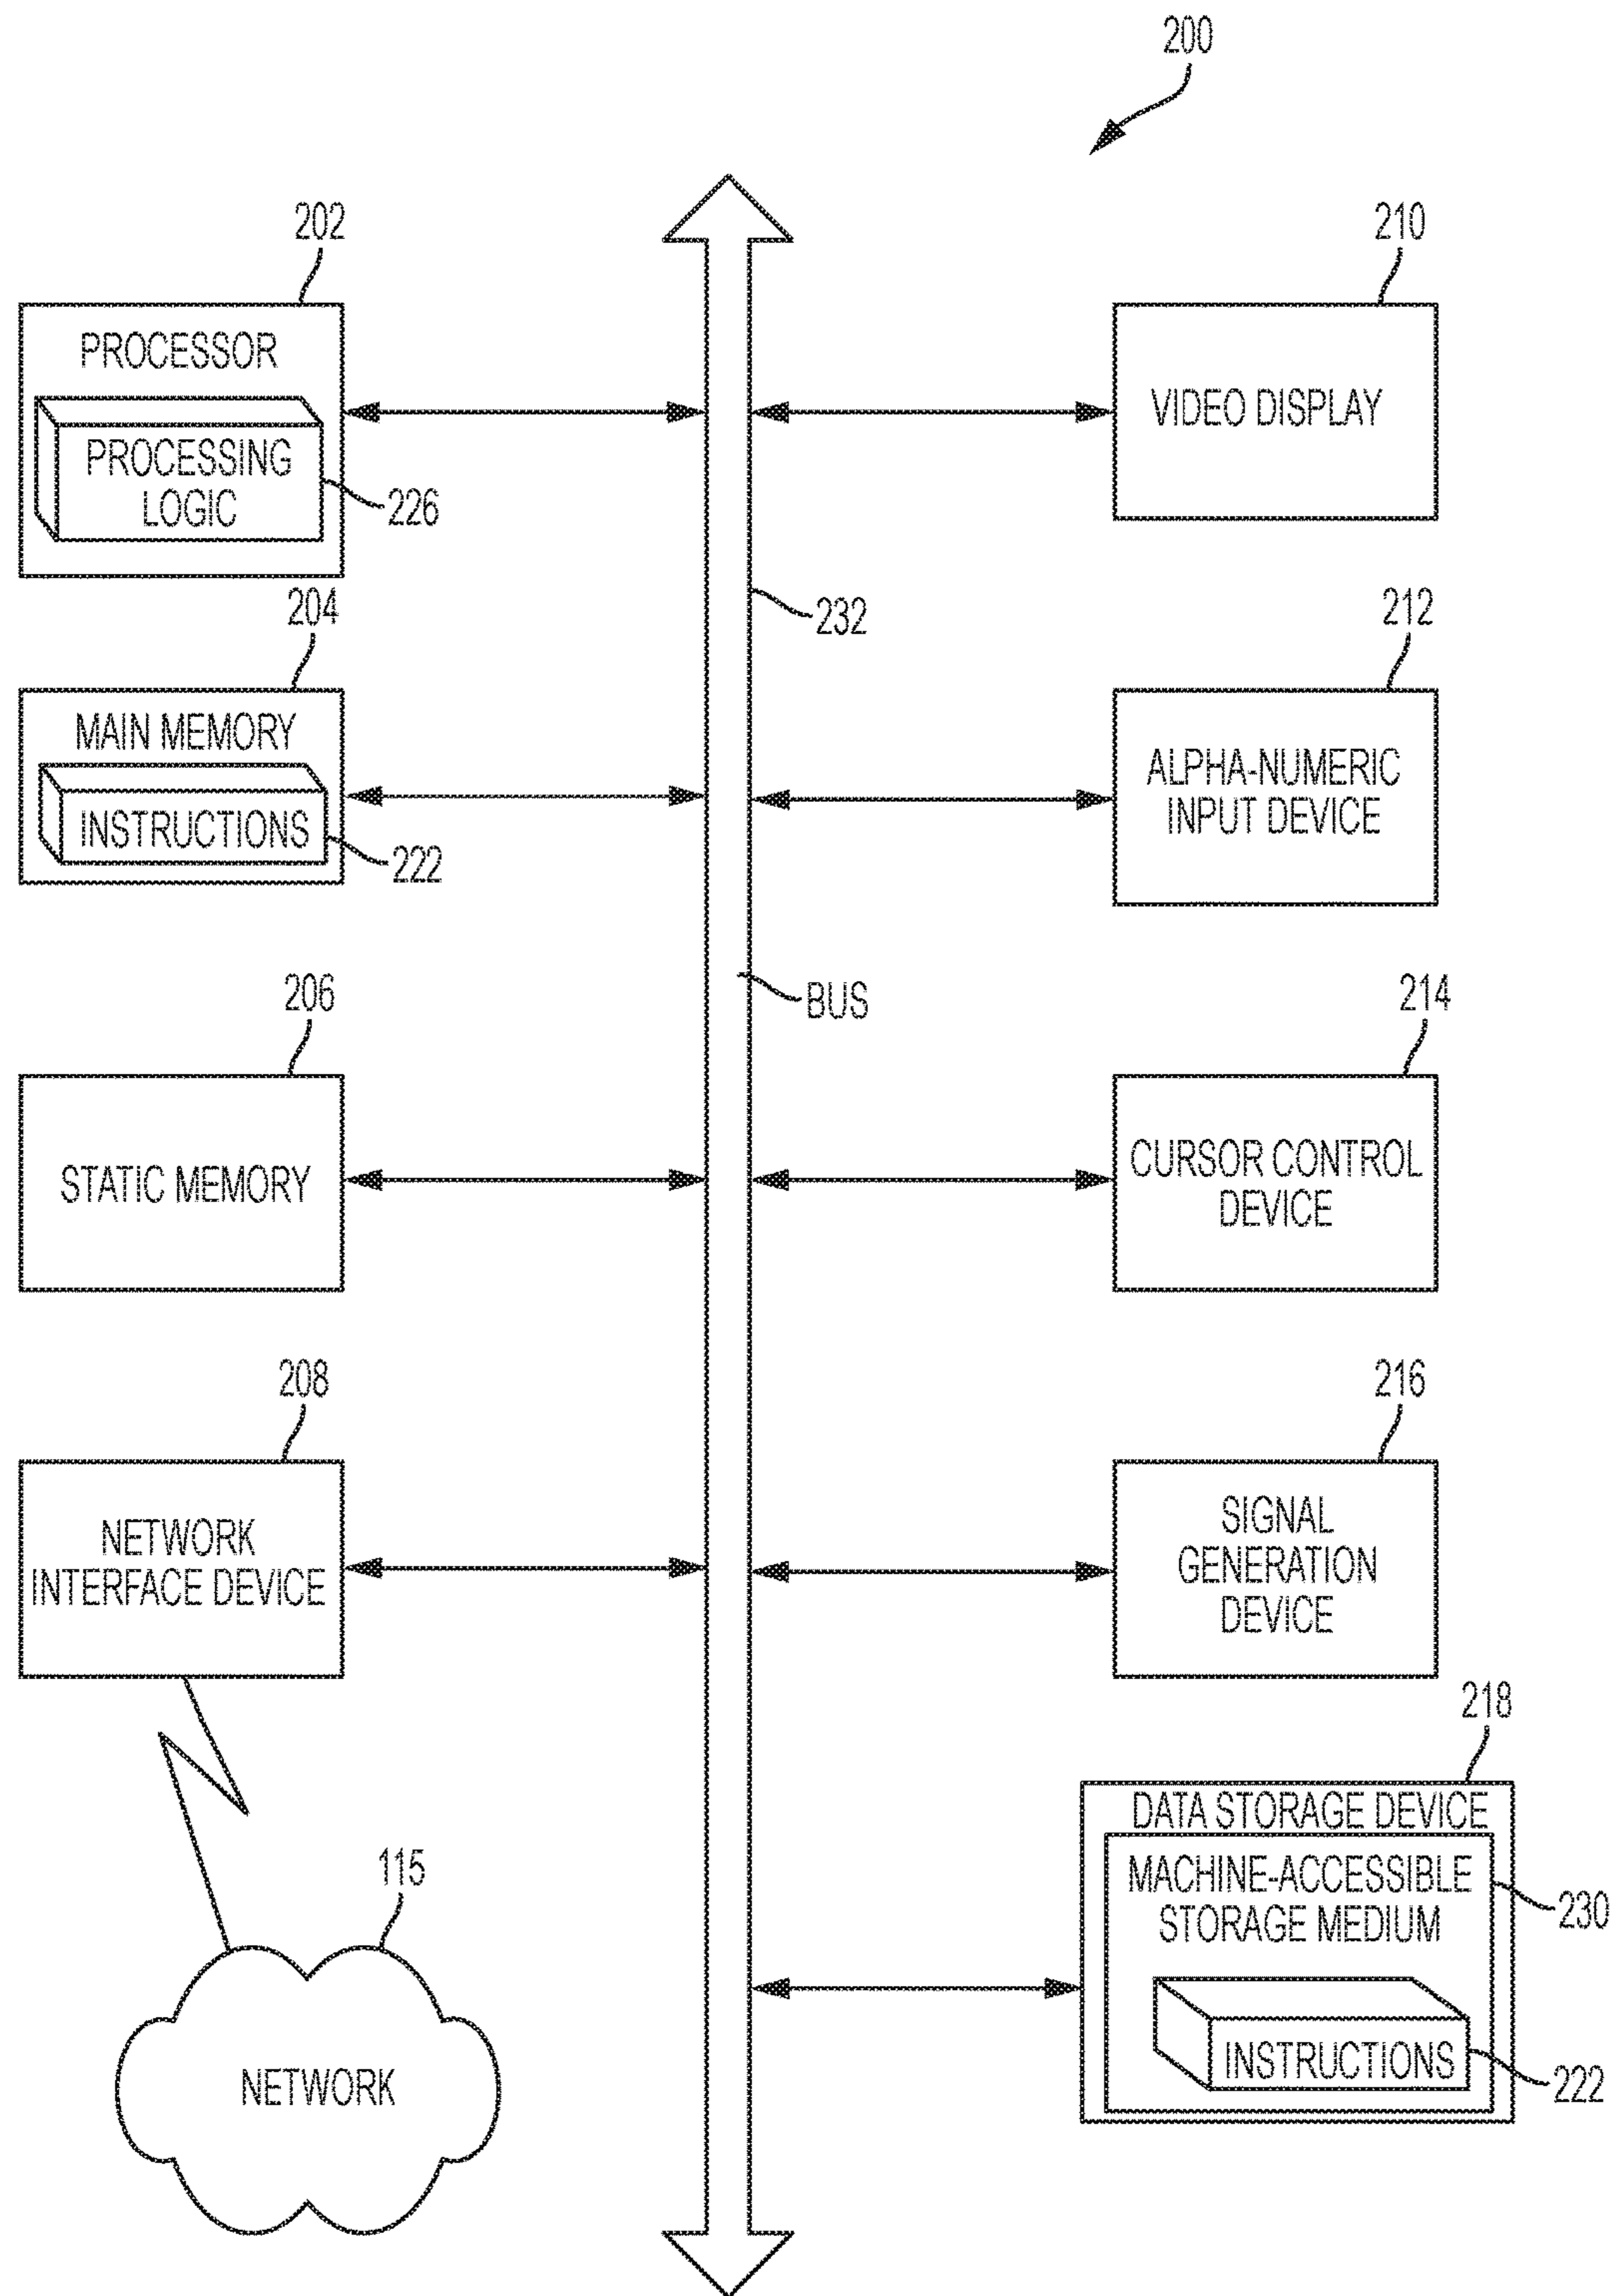 200
202
PROCESSOR
PROCESSING
LOGIC
226
210
VIDEO DISPLAY
232
204
MAIN MEMORY
INSTRUCTIONS
222
212
ALPHA-NUMERIC
INPUT DEVICE
BUS
206
STATIC MEMORY
214
CURSOR CONTROL
DEVICE
208
NETWORK
INTERFACE DEVICE
216
SIGNAL
GENERATION
DEVICE
115
NETWORK
218
DATA STORAGE DEVICE
MACHINE-ACCESSIBLE
STORAGE MEDIUM
230
INSTRUCTIONS
222